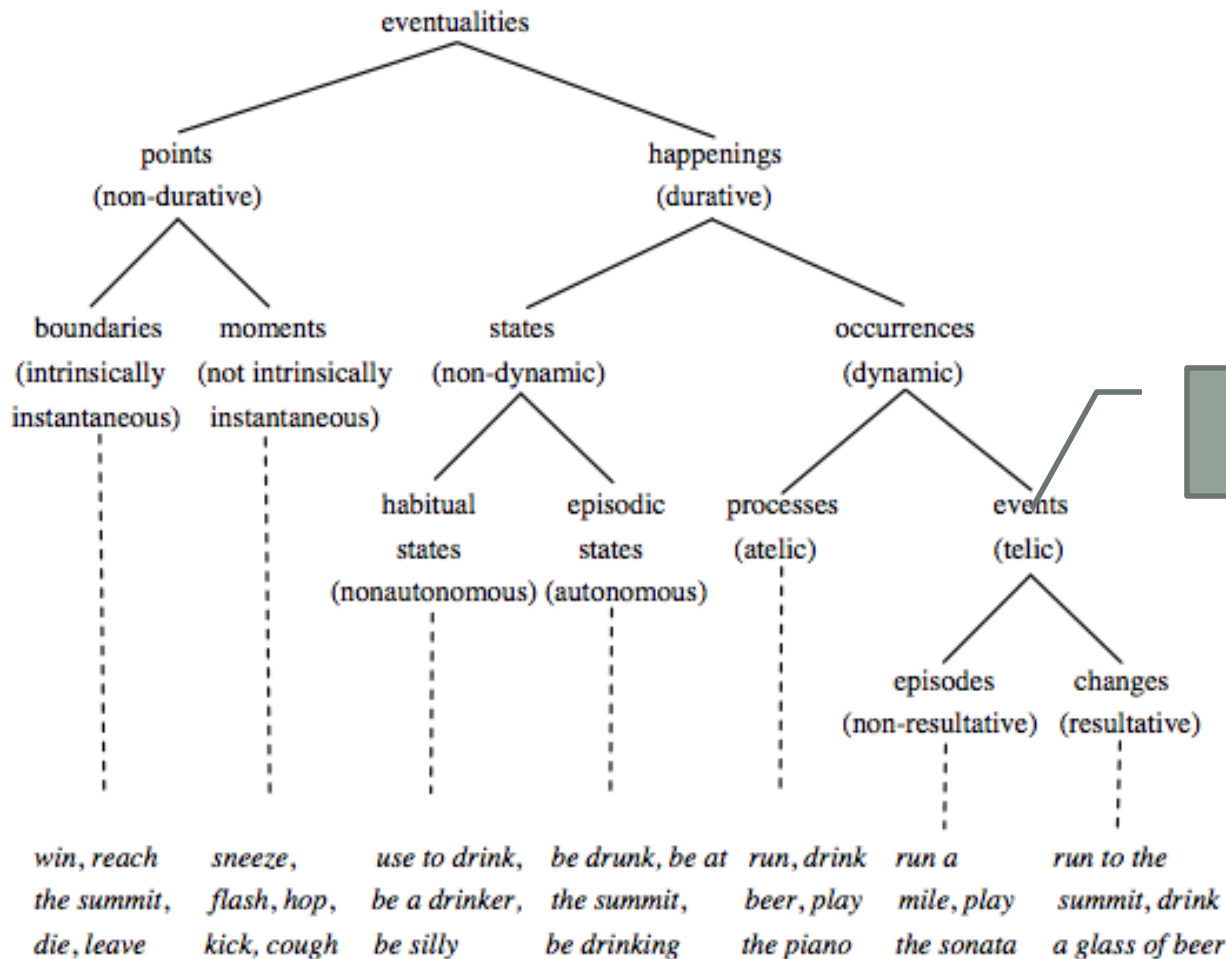 eventualities
points happenings
(non-durative) (durative)
boundaries moments states occurrences
(intrinsically (not intrinsically (non-dynamic) (dynamic)
instantaneous) instantaneous)
habitual episodic processes events
states states (atelic) (telic)
(nonautonomous) (autonomous)
episodes changes
(non-resultative) (resultative)
win, reach sneeze, use to drink, be drunk, be at run, drink run a run to the
the summit, flash, hop, be a drinker, the summit, beer, play mile, play summit, drink
die, leave kick, cough be silly be drinking the piano the sonata a glass of beer